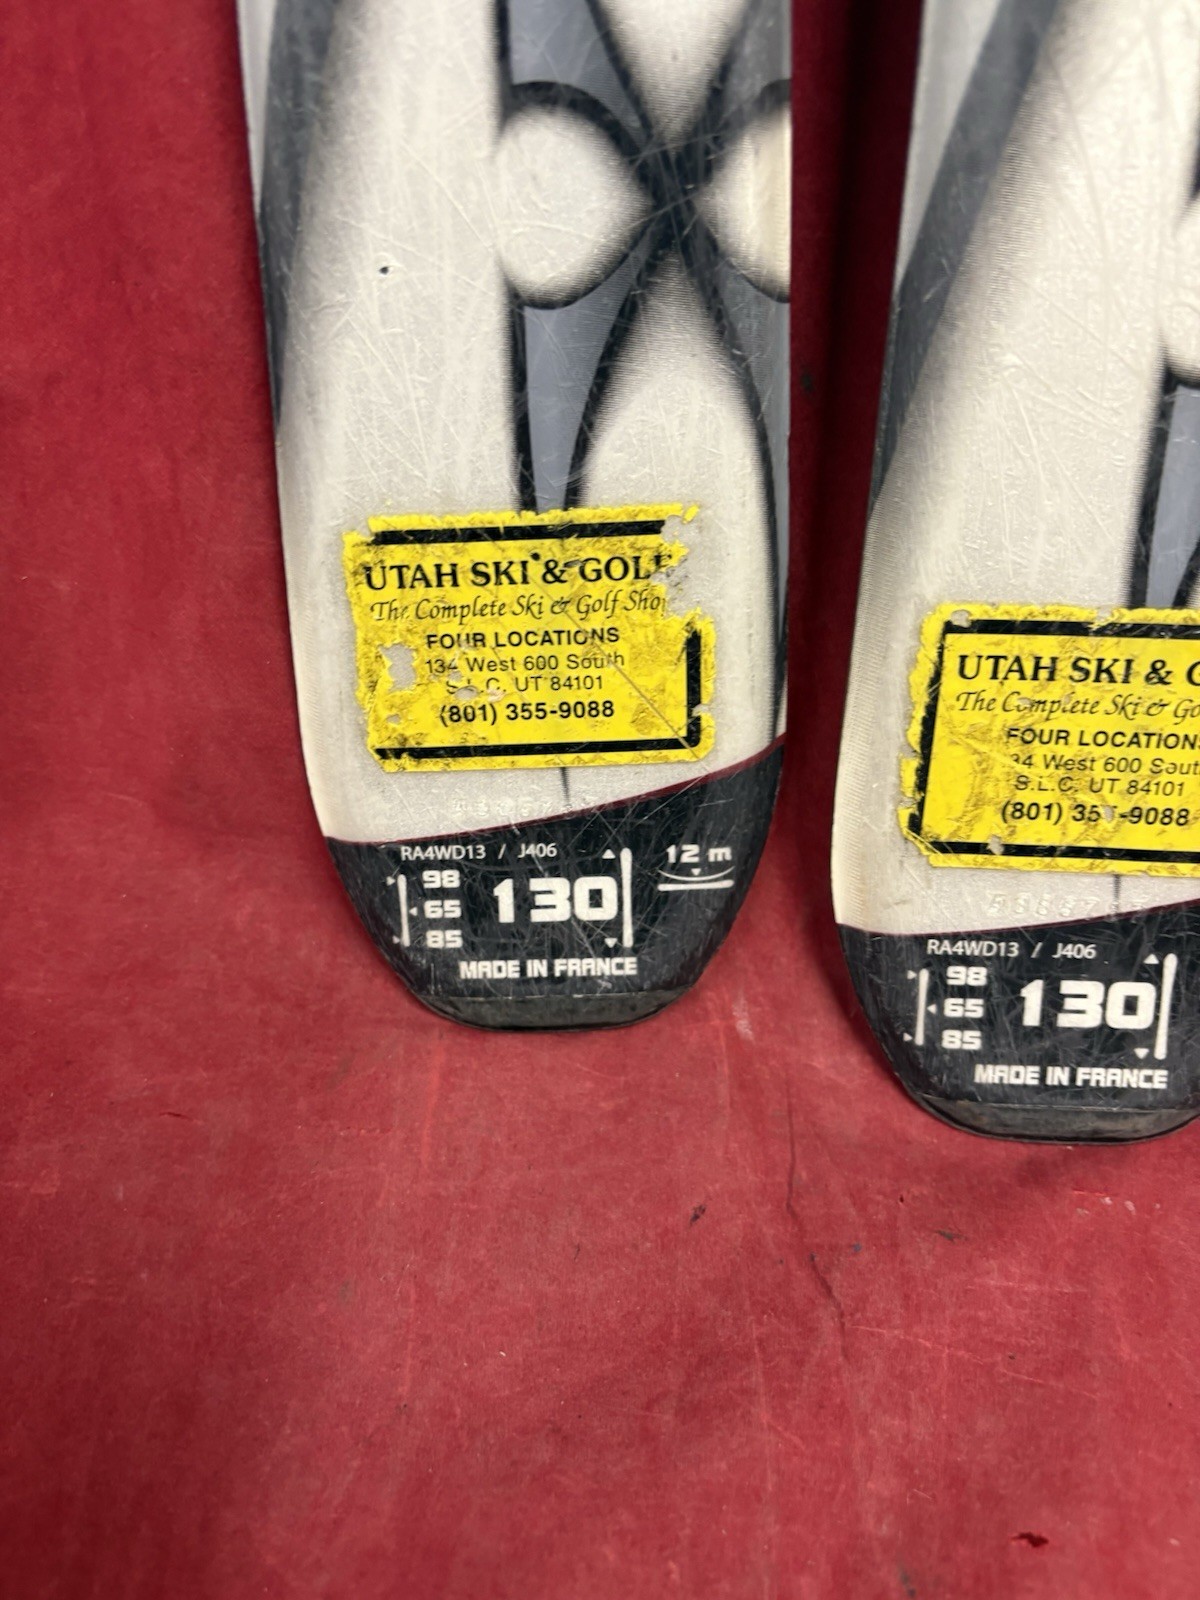 UTAH SKI & GOLF
The Complete Ski & Golf Shop
FOUR LOCATIONS
134 West 600 South
S.L.C. UT 84101
(801) 355-9088
RA4WD13 / J406
98
65
85
130
12 m
MADE IN FRANCE
UTAH SKI & G
The Complete Ski & Go
FOUR LOCATIONS
34 West 600 Sout
S.L.C. UT 84101
(801) 35 -9088
RA4WD13 / J406
98
65
85
130
MADE IN FRANCE